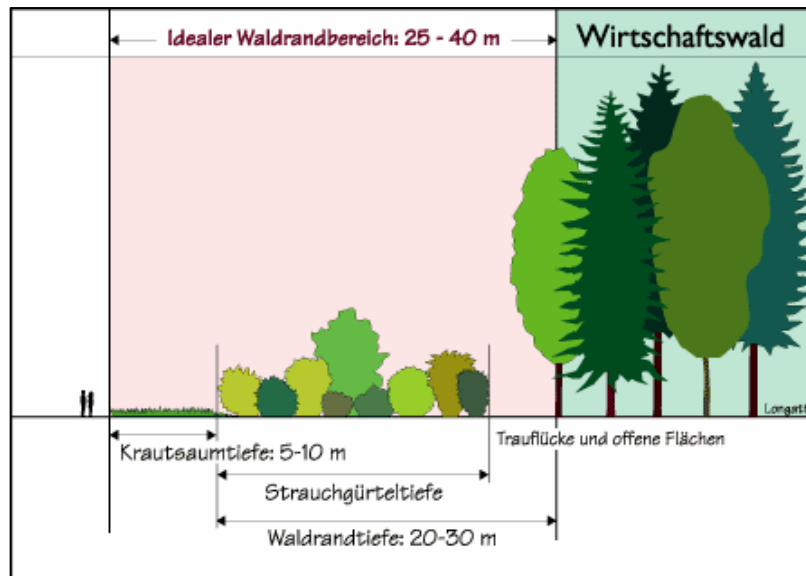 Idealer Waldrandbereich: 25 - 40 m
Wirtschaftswald
Krautsaumtiefe: 5-10 m
Trauflücke und offene Flächen
Strauchgürteltiefe
Waldrandtiefe: 20-30 m